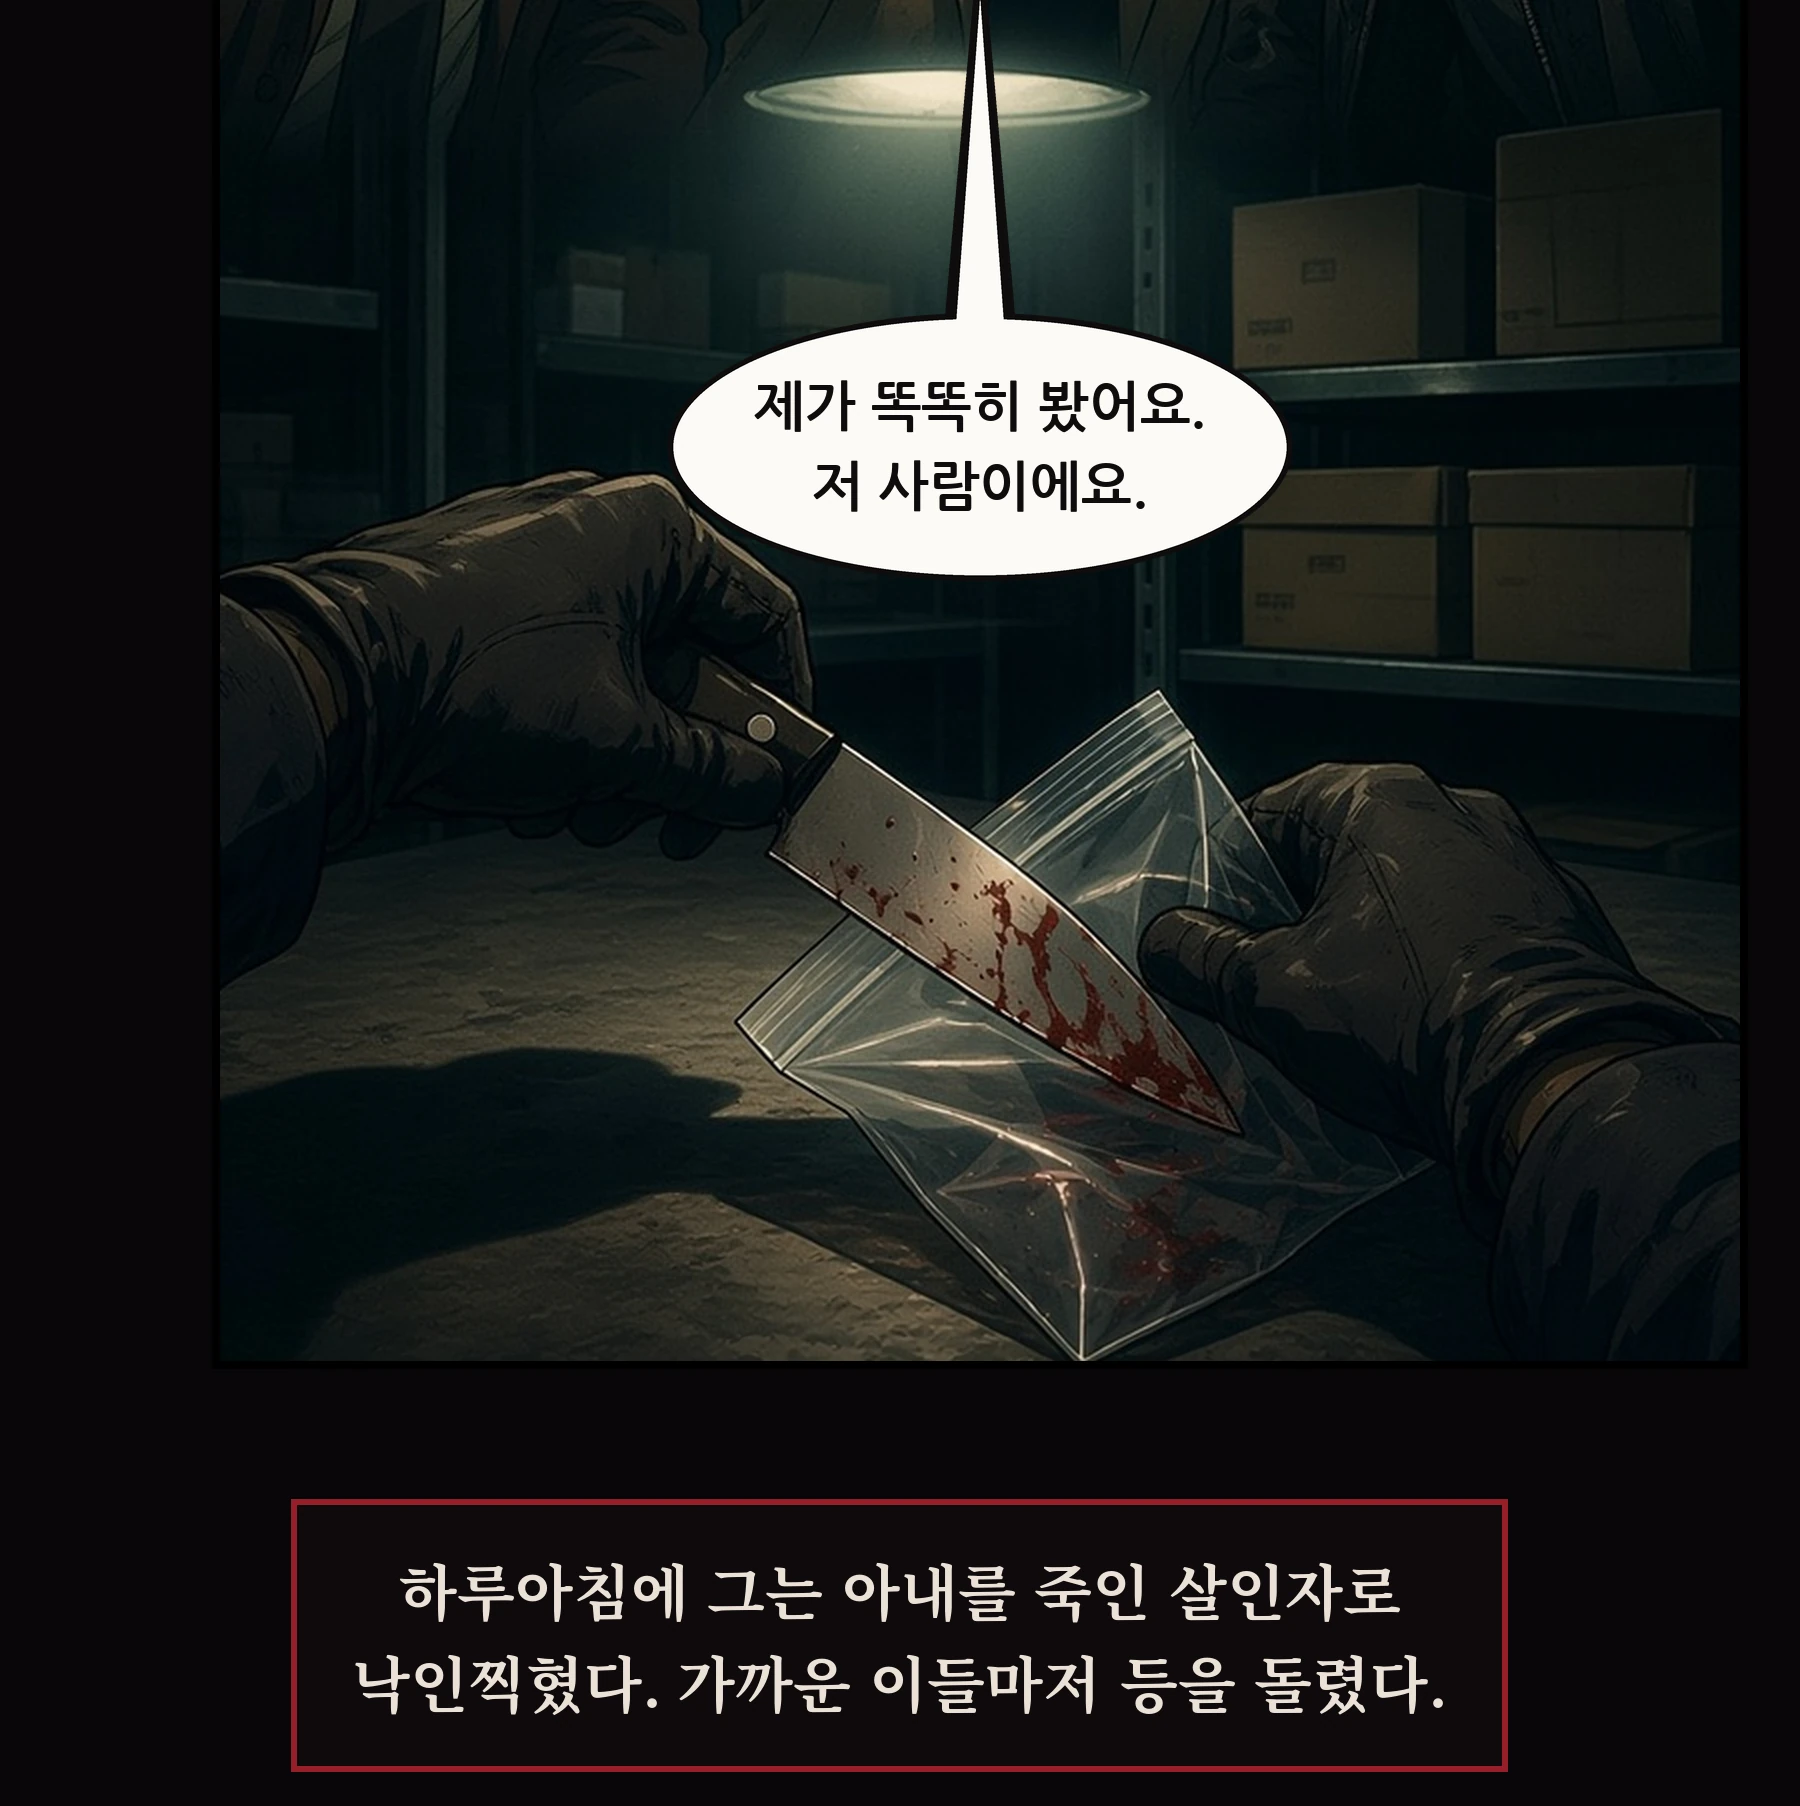 제가 똑똑히 봤어요.
저 사람이에요.
하루아침에 그는 아내를 죽인 살인자로
낙인찍혔다. 가까운 이들마저 등을 돌렸다.